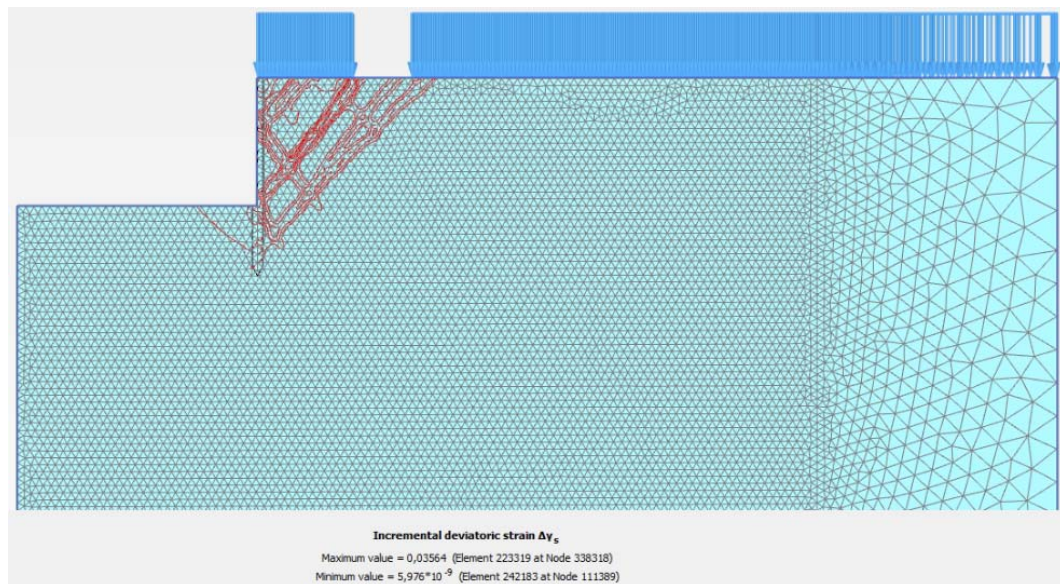 Incremental deviatoric strain Δγs
Maximum value = 0,03564 (Element 223319 at Node 338318)
Minimum value = 5,976*10-9 (Element 242183 at Node 111389)